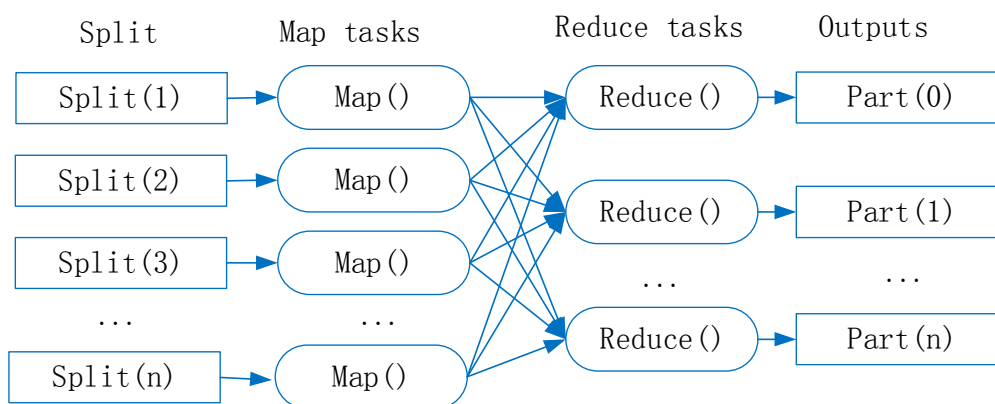 Split Map tasks Reduce tasks Outputs
Split(1) Map() Reduce() Part(0)
Split(2) Map() Reduce() Part(1)
Split(3) Map() ... ...
... ... Reduce() Part(n)
Split(n) Map()